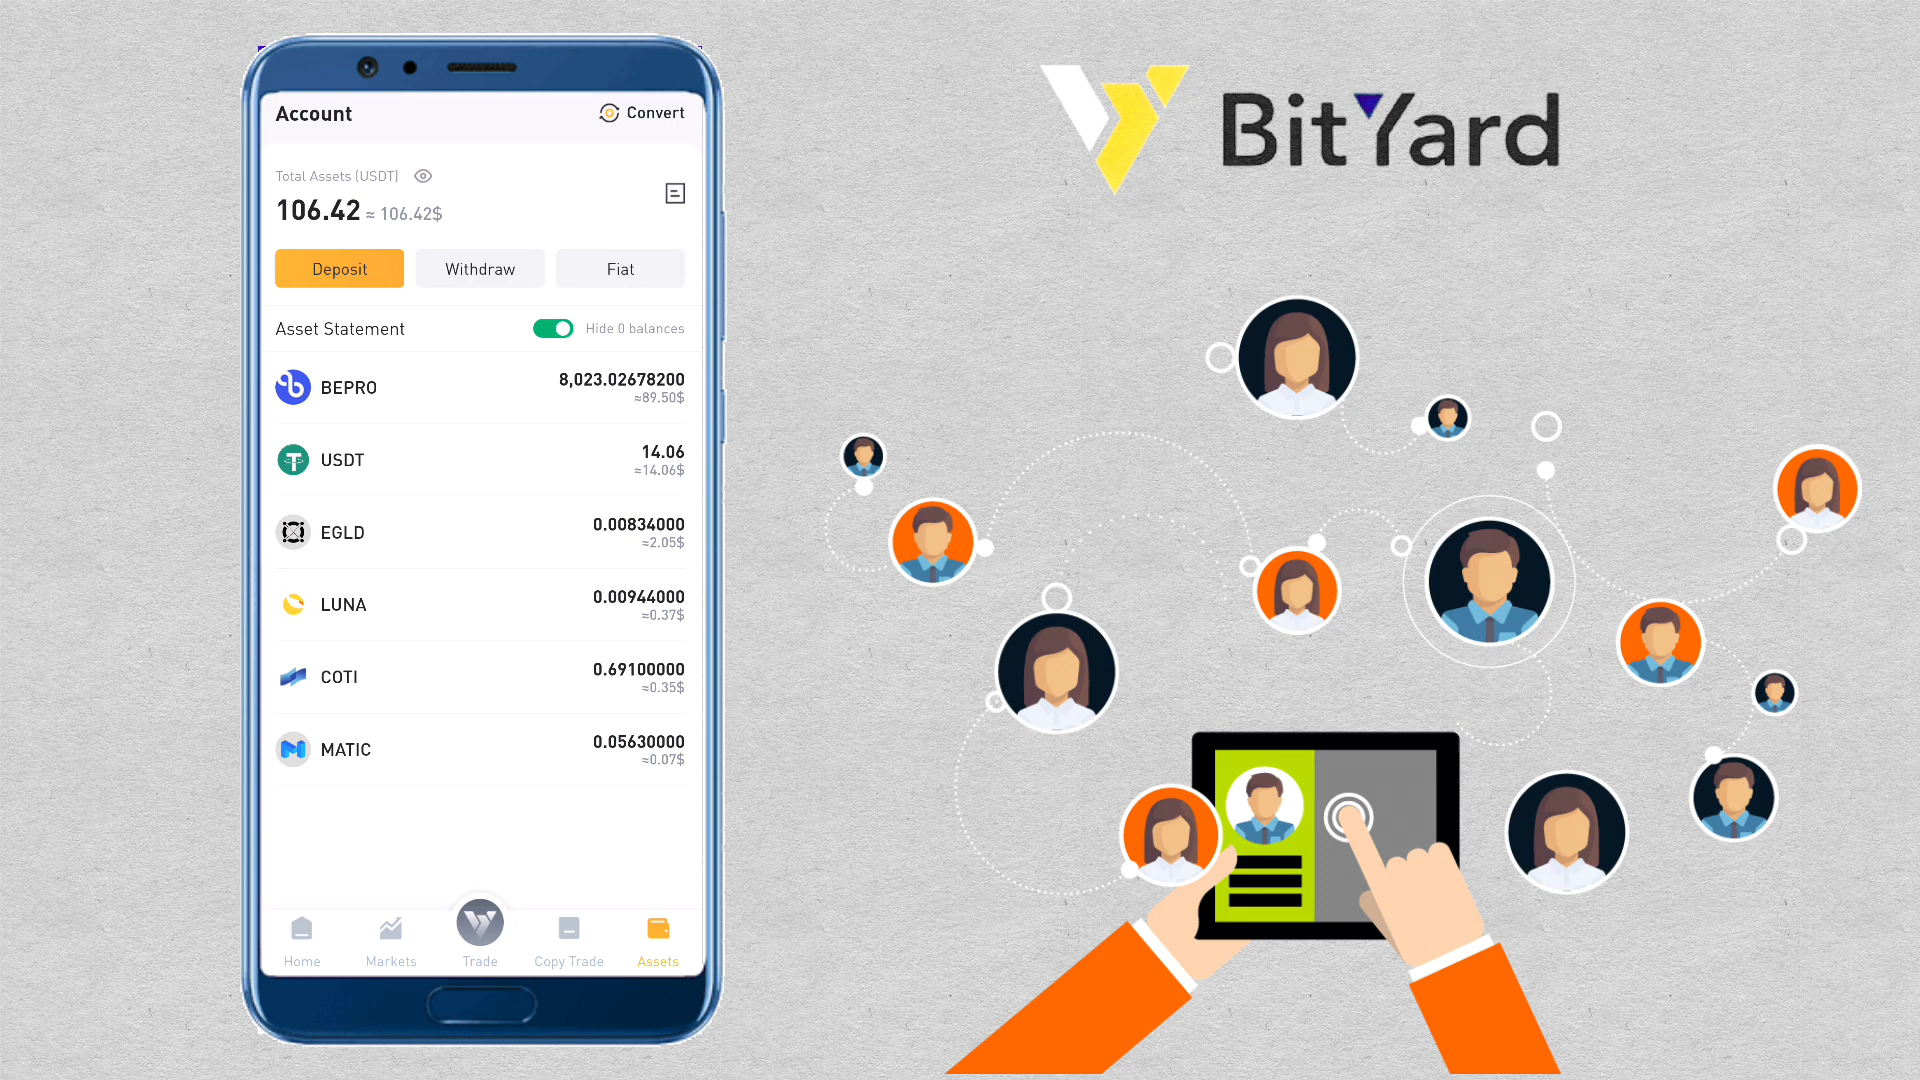 Account
Convert
Total Assets (USDT)
106.42 ≈ 106.42$
Deposit
Withdraw
Fiat
Asset Statement
Hide 0 balances
BEPRO
8,023.02678200
≈89.50$
USDT
14.06
≈14.06$
EGLD
0.00834000
≈2.05$
LUNA
0.00944000
≈0.37$
COTI
0.69100000
≈0.35$
MATIC
0.05630000
≈0.07$
Home
Markets
Trade
Copy Trade
Assets
BitYard